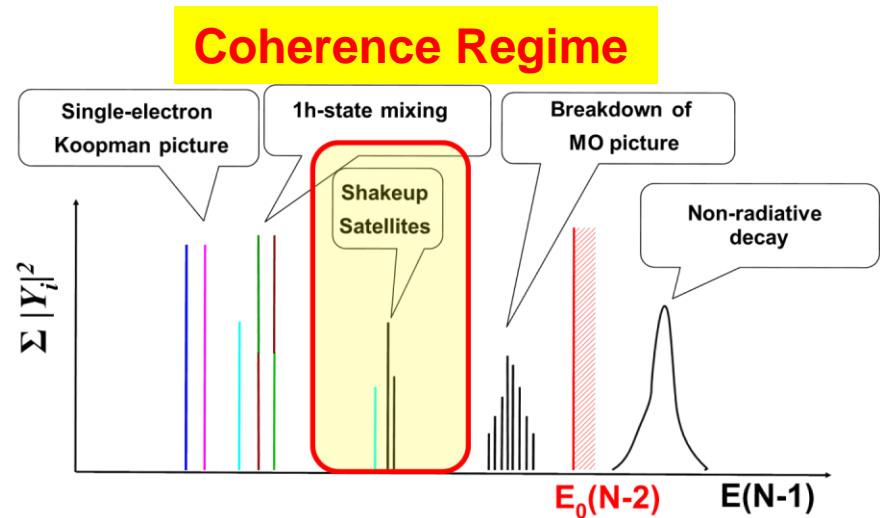 Coherence Regime
Single-electron
Koopman picture
1h-state mixing
Breakdown of
MO picture
Shakeup
Satellites
Non-radiative
decay
Σ |Yᵢ|²
E₀(N-2)
E(N-1)